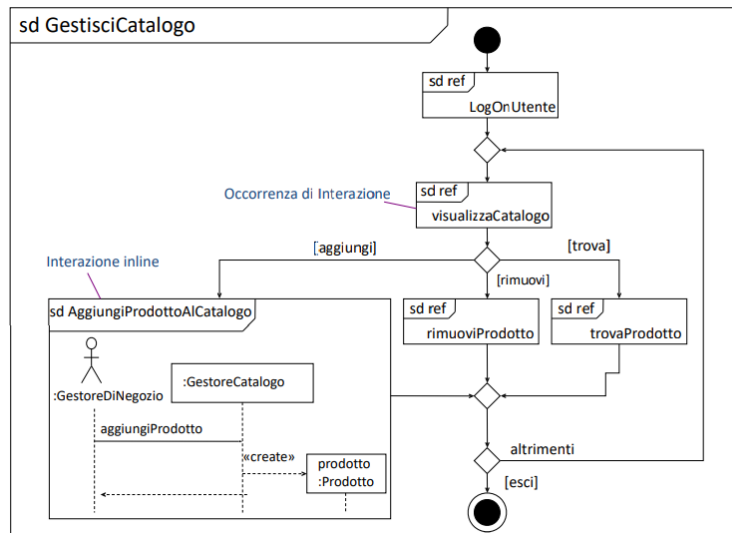 sd GestisciCatalogo
sd ref
LogOnUtente
Occorrenza di Interazione
sd ref
visualizzaCatalogo
[aggiungi]
[trova]
[rimuovi]
Interazione inline
sd AggiungiProdottoAlCatalogo
sd ref
rimuoviProdotto
sd ref
trovaProdotto
:GestoreDiNegozio
:GestoreCatalogo
aggiungiProdotto
«create»
prodotto
:Prodotto
altrimenti
[esci]